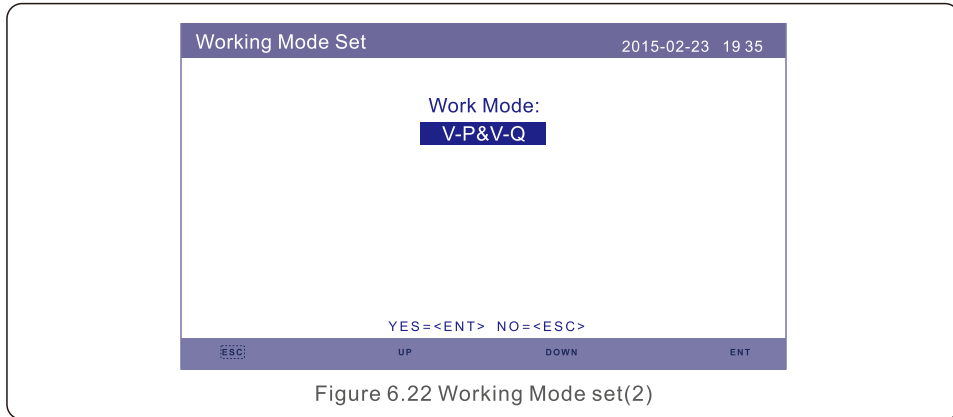 Working Mode Set 2015-02-23 19 35
Work Mode:
V-P&V-Q
YES=<ENT> NO=<ESC>
ESC UP DOWN ENT
Figure 6.22 Working Mode set(2)